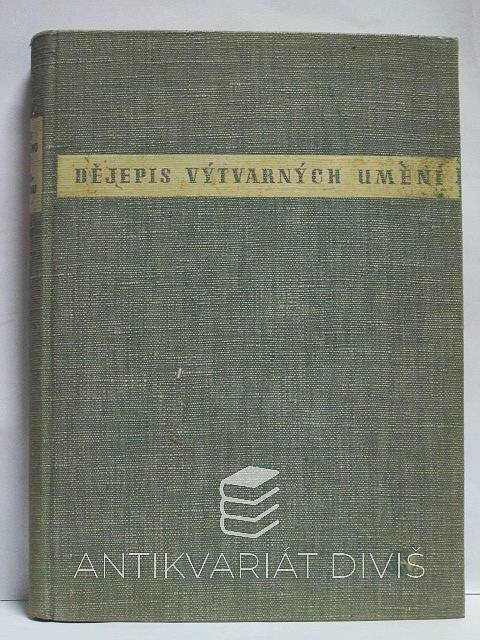 DĚJEPIS VÝTVARNÝCH UMĚNÍ
ANTIKVARIÁT DIVIŠ